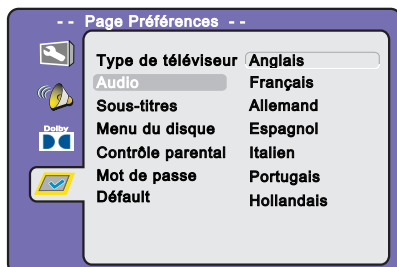 - - Page Préférences - -
Type de téléviseur Anglais
Audio Français
Sous-titres Allemand
Dolby
Menu du disque Espagnol
Contrôle parental Italien
Mot de passe Portugais
Défault Hollandais